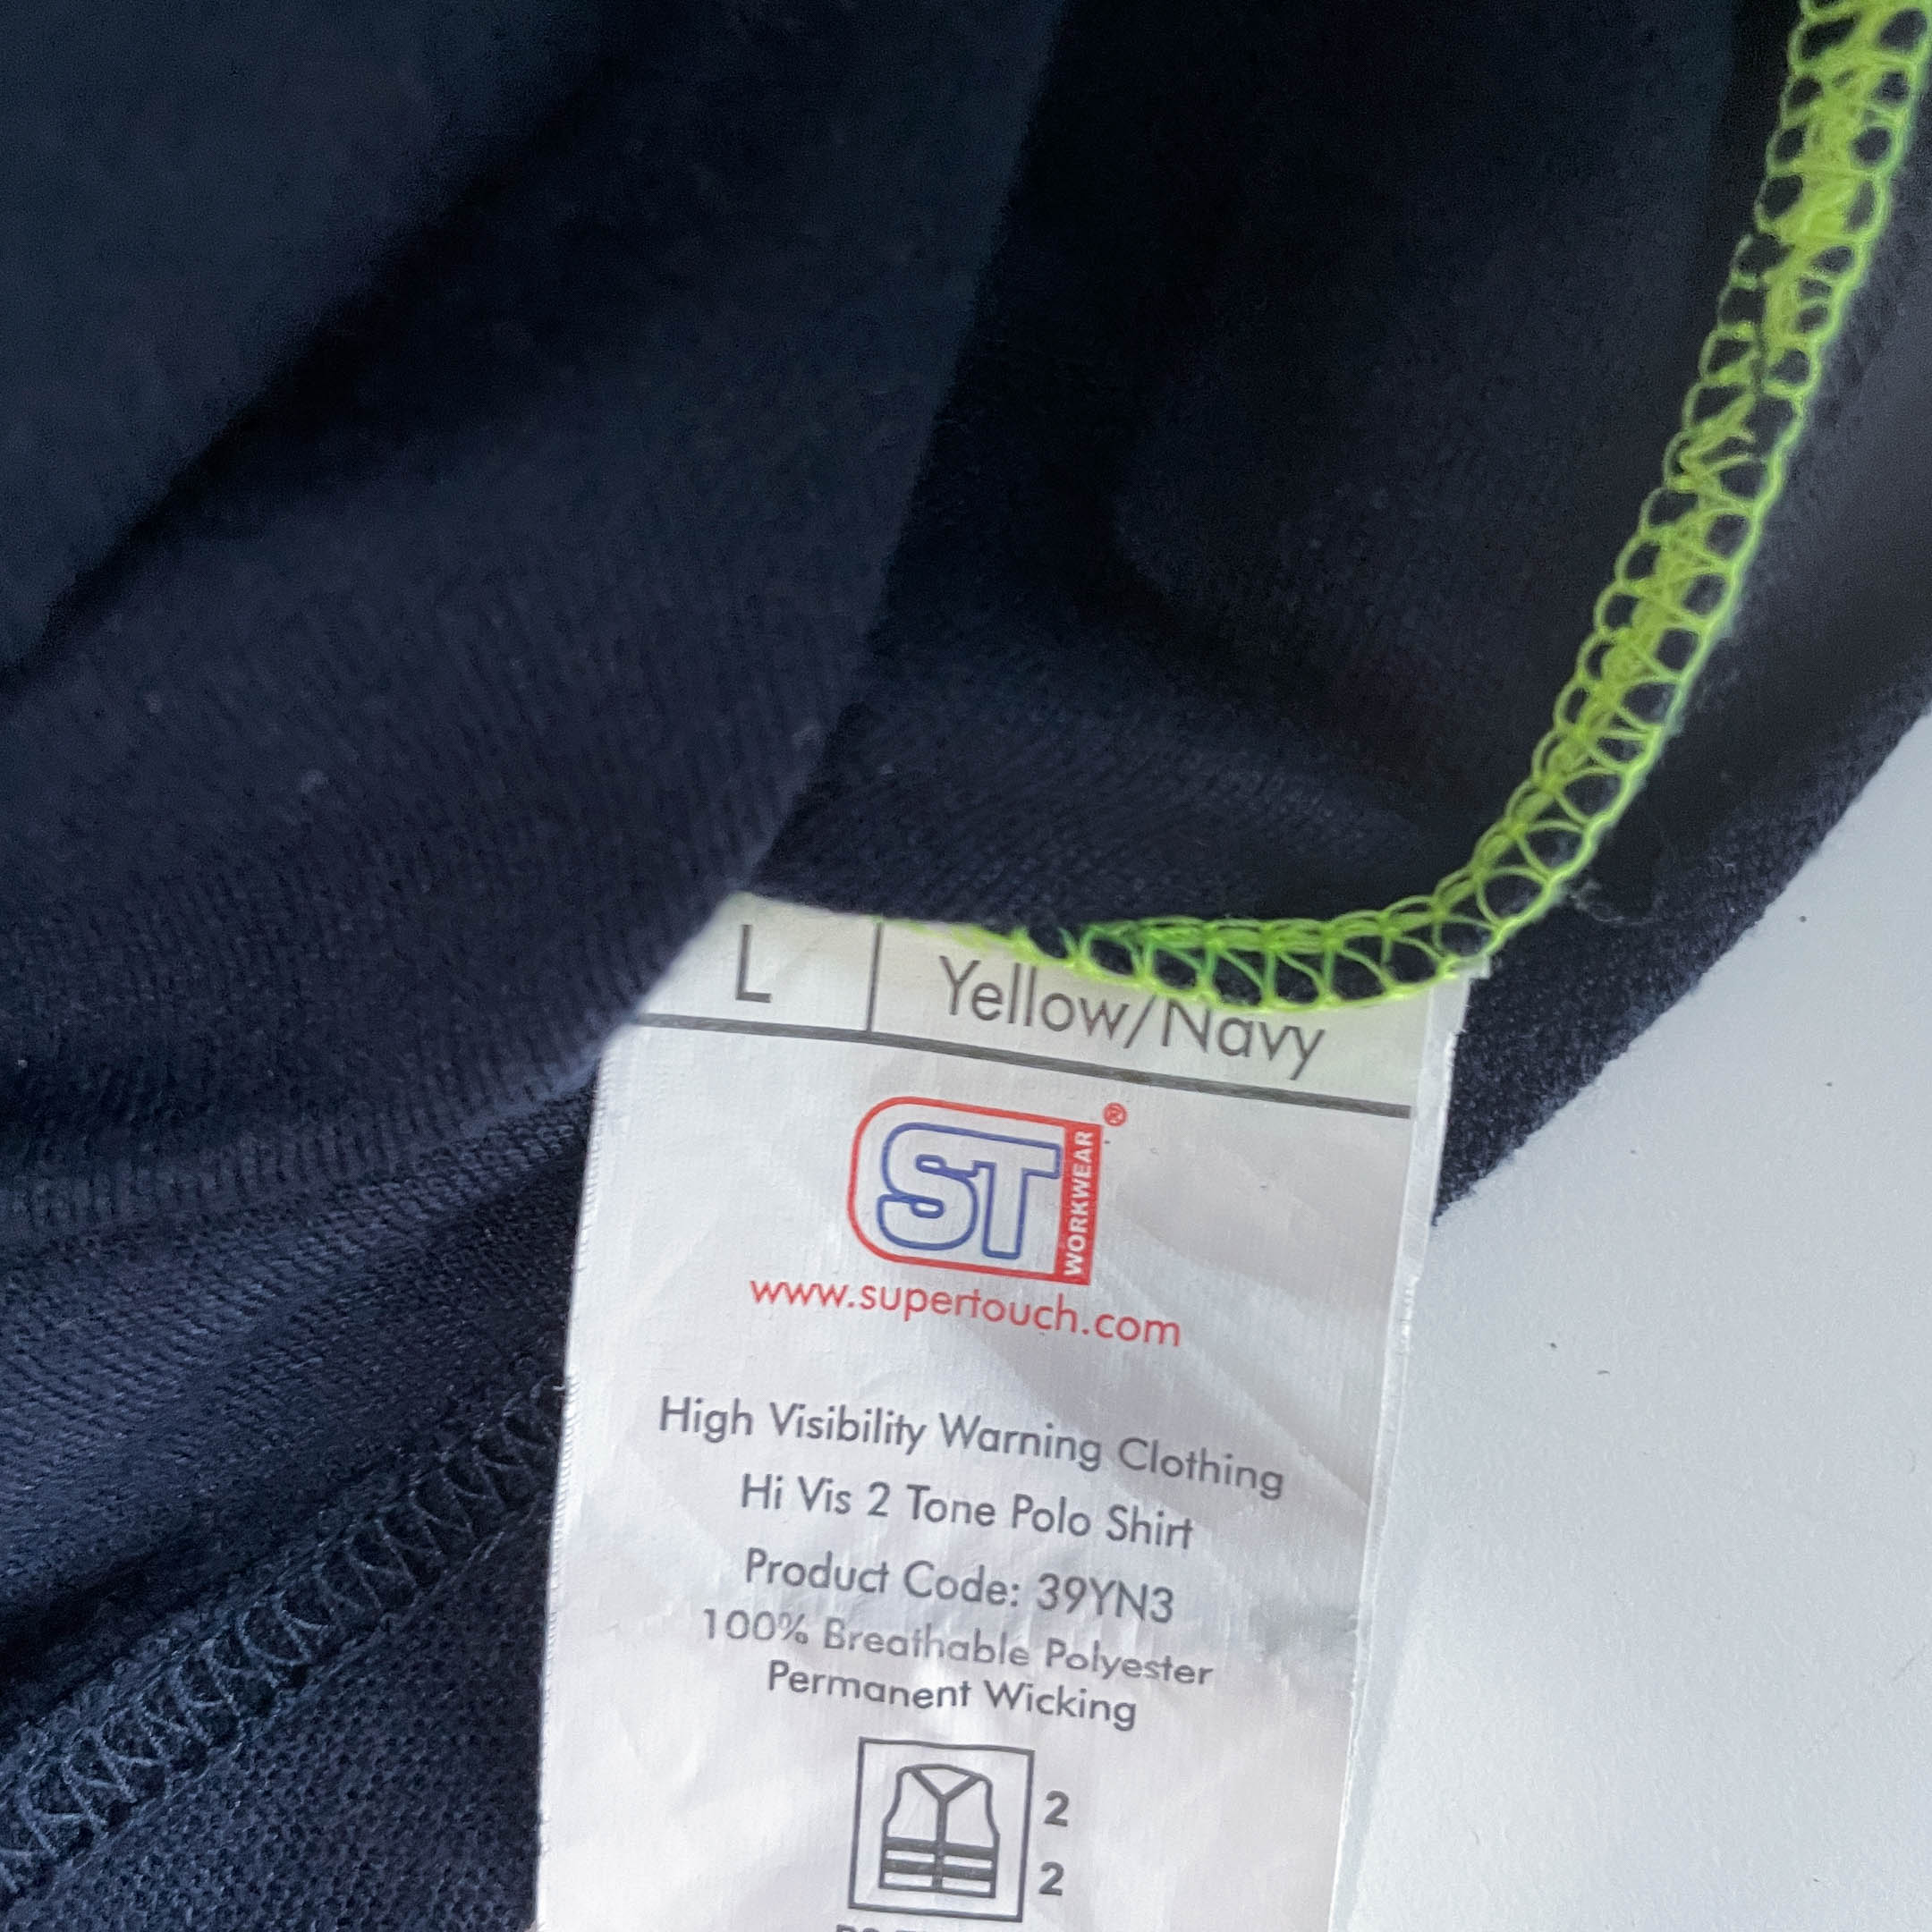 L Yellow/Navy
ST WORKWEAR ®
www.supertouch.com
High Visibility Warning Clothing
Hi Vis 2 Tone Polo Shirt
Product Code: 39YN3
100% Breathable Polyester
Permanent Wicking
2
2